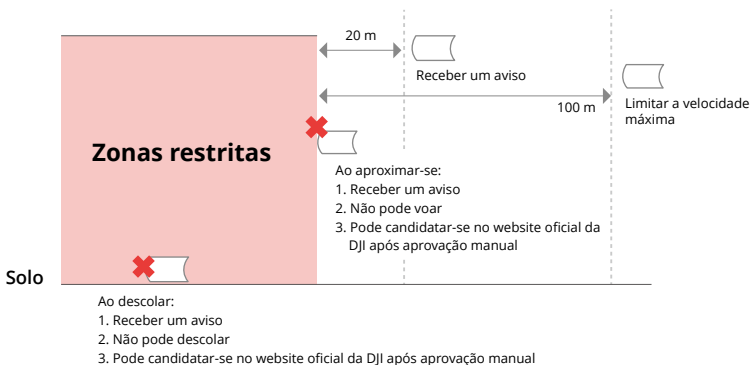 20 m
Receber um aviso
100 m
Limitar a velocidade
máxima
Zonas restritas
Ao aproximar-se:
1. Receber um aviso
2. Não pode voar
3. Pode candidatar-se no website oficial da
DJI após aprovação manual
Solo
Ao descolar:
1. Receber um aviso
2. Não pode descolar
3. Pode candidatar-se no website oficial da DJI após aprovação manual